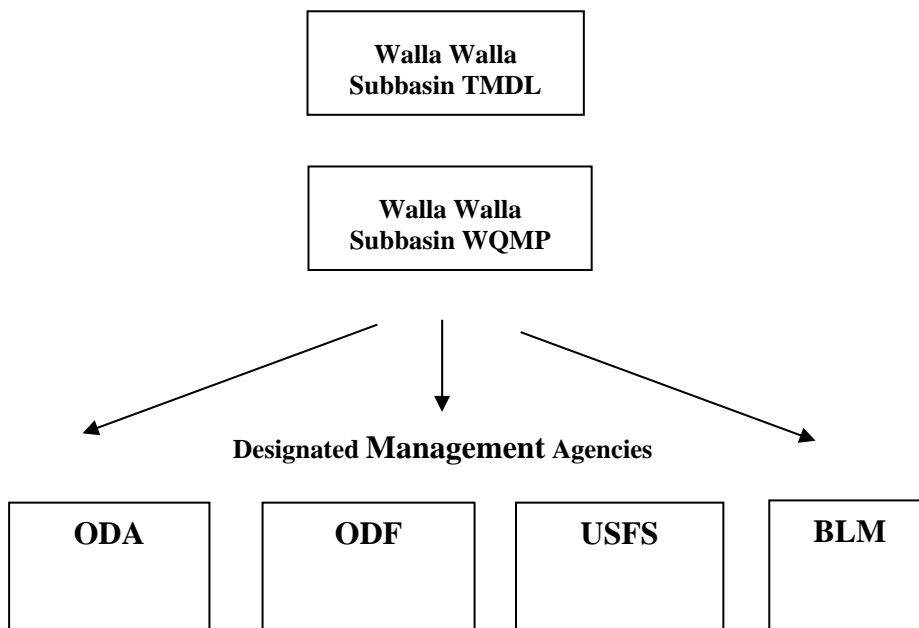 Walla Walla
Subbasin TMDL
Walla Walla
Subbasin WQMP
Designated Management Agencies
ODA ODF USFS BLM